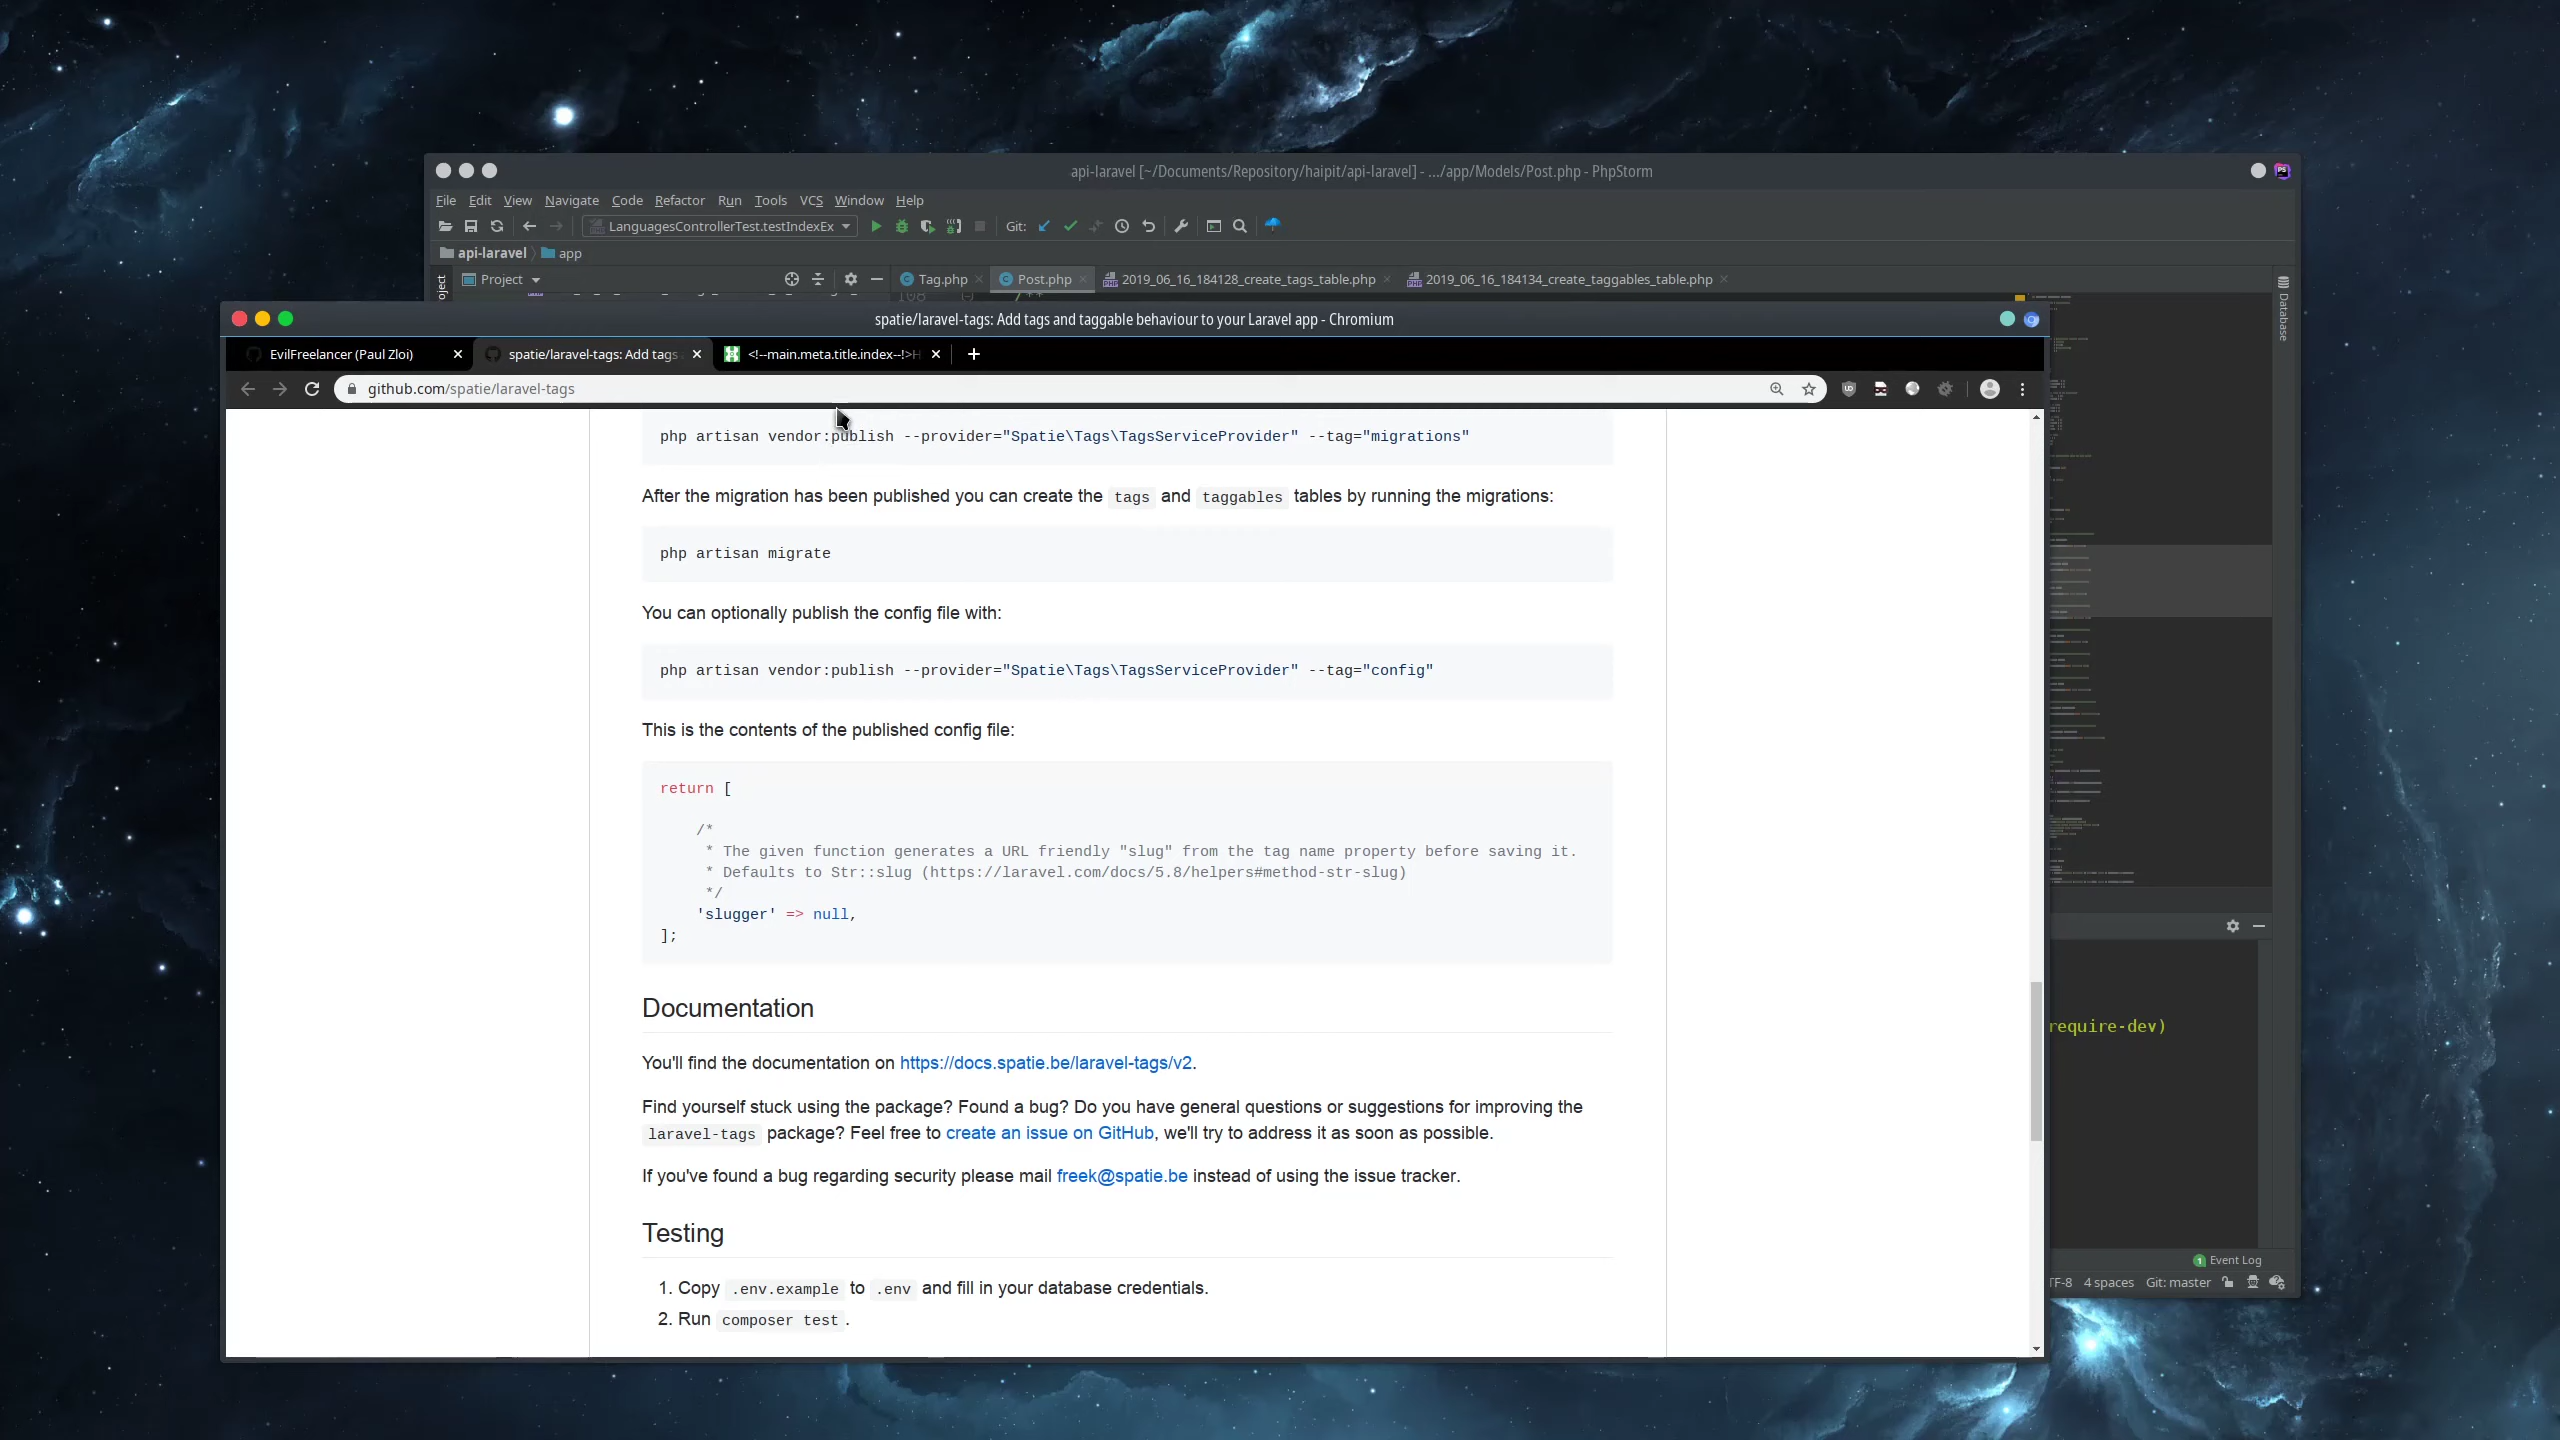 api-laravel [~/Documents/Repository/haipit/api-laravel] - .../app/Models/Post.php - PhpStorm
File Edit View Navigate Code Refactor Run Tools VCS Window Help
LanguagesControllerTest.testIndexEx Git:
api-laravel app
Project Tag.php Post.php 2019_06_16_184128_create_tags_table.php 2019_06_16_184134_create_taggables_table.php
Database
spatie/laravel-tags: Add tags and taggable behaviour to your Laravel app - Chromium
EvilFreelancer (Paul Zloi) spatie/laravel-tags: Add tags <!--main.meta.title.index--!>H
github.com/spatie/laravel-tags
php artisan vendor:publish --provider="Spatie\Tags\TagsServiceProvider" --tag="migrations"
After the migration has been published you can create the tags and taggables tables by running the migrations:
php artisan migrate
You can optionally publish the config file with:
php artisan vendor:publish --provider="Spatie\Tags\TagsServiceProvider" --tag="config"
This is the contents of the published config file:
return [
/*
* The given function generates a URL friendly "slug" from the tag name property before saving it.
* Defaults to Str::slug (https://laravel.com/docs/5.8/helpers#method-str-slug)
*/
'slugger' => null,
];
Documentation
You'll find the documentation on https://docs.spatie.be/laravel-tags/v2.
Find yourself stuck using the package? Found a bug? Do you have general questions or suggestions for improving the
laravel-tags package? Feel free to create an issue on GitHub, we'll try to address it as soon as possible.
If you've found a bug regarding security please mail freek@spatie.be instead of using the issue tracker.
Testing
1. Copy .env.example to .env and fill in your database credentials.
2. Run composer test.
require-dev)
1 Event Log
TF-8 4 spaces Git: master